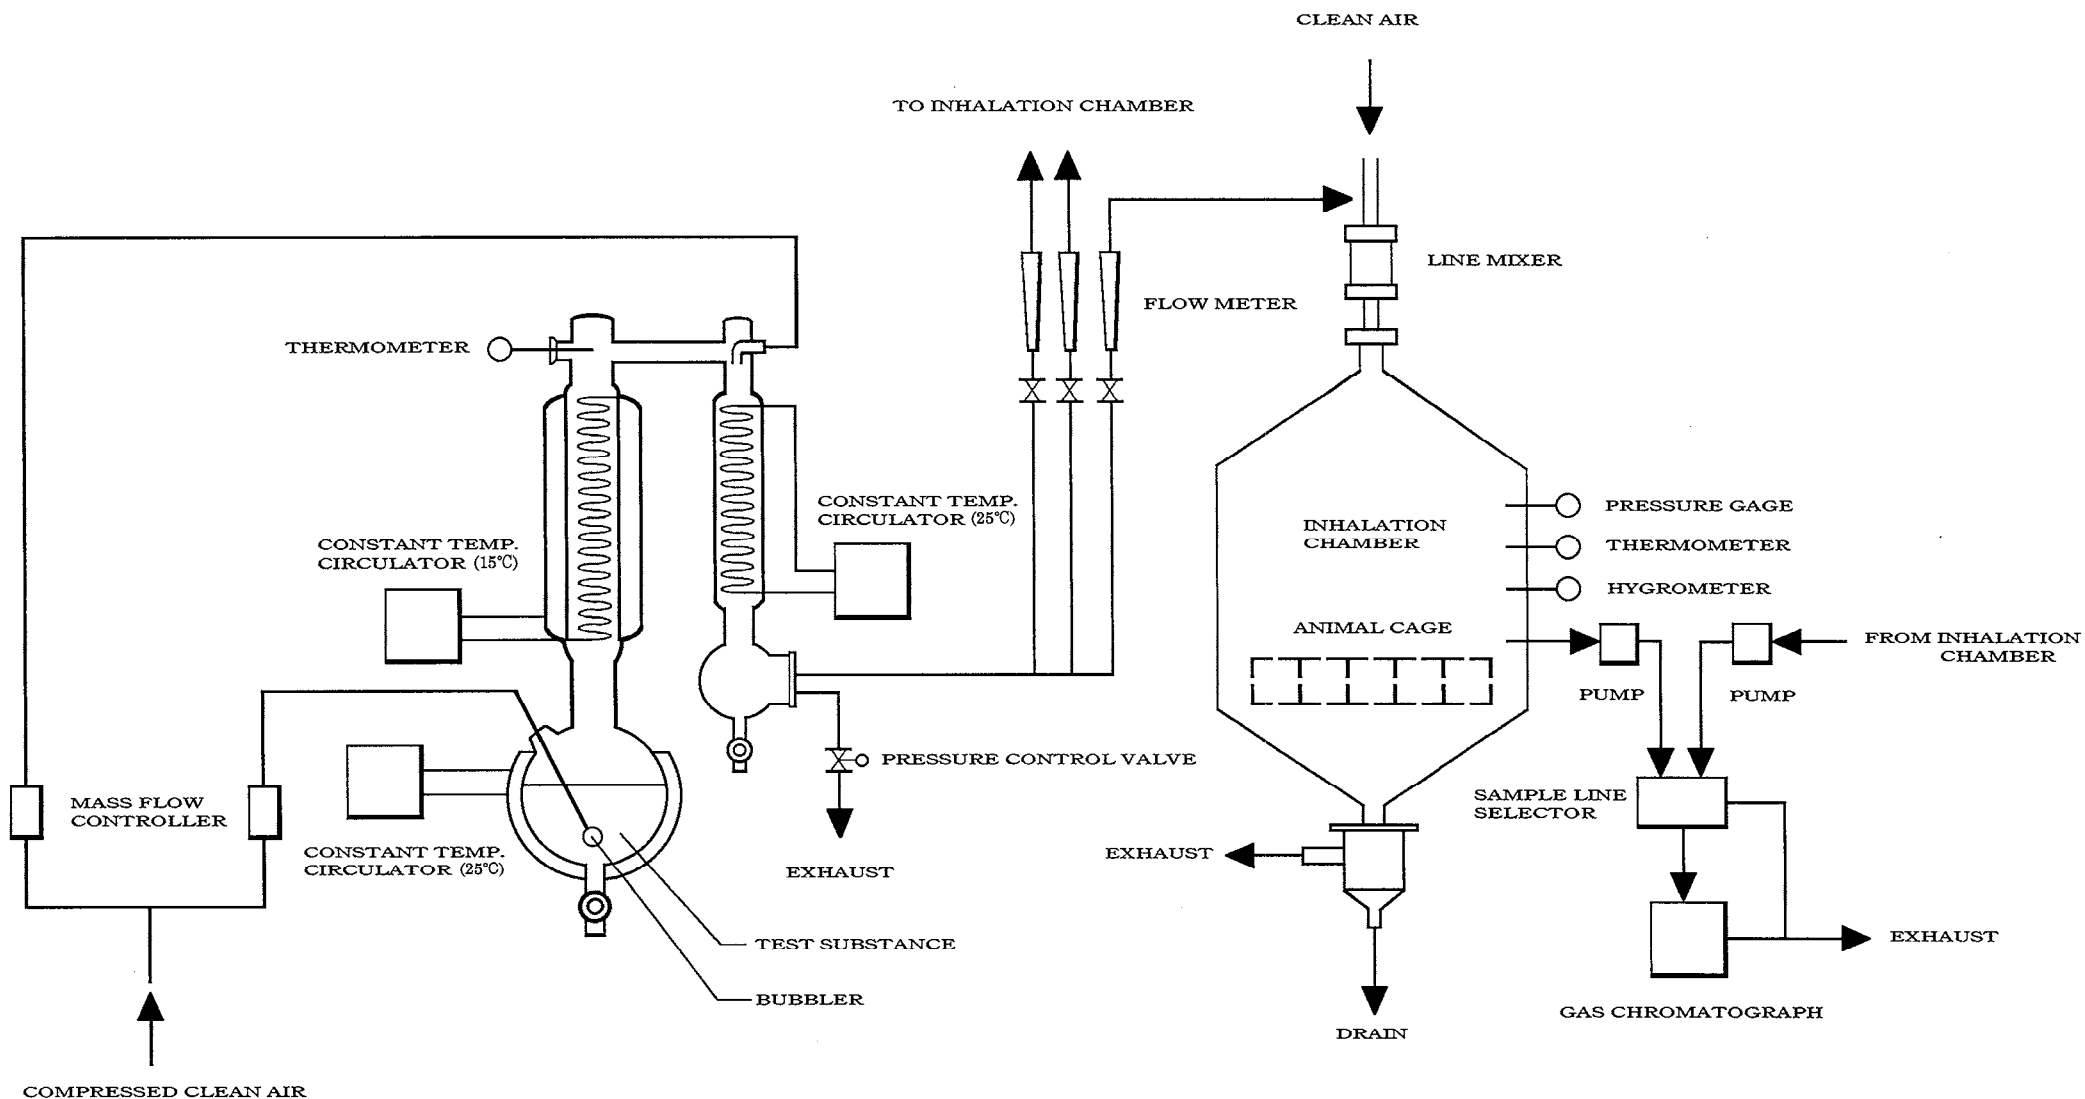 CLEAN AIR
TO INHALATION CHAMBER
LINE MIXER
FLOW METER
THERMOMETER
CONSTANT TEMP.
CIRCULATOR (25℃)
CONSTANT TEMP.
CIRCULATOR (15℃)
INHALATION
CHAMBER
PRESSURE GAGE
THERMOMETER
HYGROMETER
ANIMAL CAGE
FROM INHALATION
CHAMBER
PUMP
PUMP
PRESSURE CONTROL VALVE
MASS FLOW
CONTROLLER
SAMPLE LINE
SELECTOR
CONSTANT TEMP.
CIRCULATOR (25℃)
EXHAUST
EXHAUST
TEST SUBSTANCE
EXHAUST
BUBBLER
GAS CHROMATOGRAPH
DRAIN
COMPRESSED CLEAN AIR